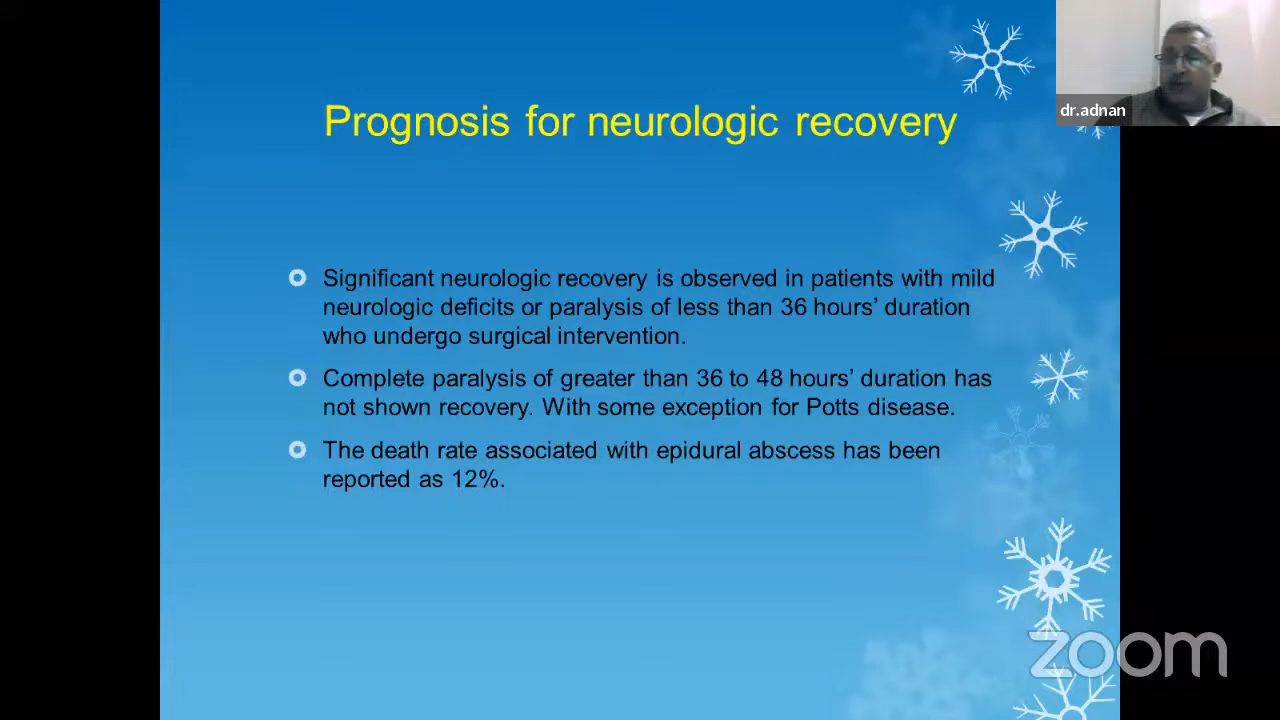 Prognosis for neurologic recovery
Significant neurologic recovery is observed in patients with mild
neurologic deficits or paralysis of less than 36 hours’ duration
who undergo surgical intervention.
Complete paralysis of greater than 36 to 48 hours’ duration has
not shown recovery. With some exception for Potts disease.
The death rate associated with epidural abscess has been
reported as 12%.
dr.adnan
zoom